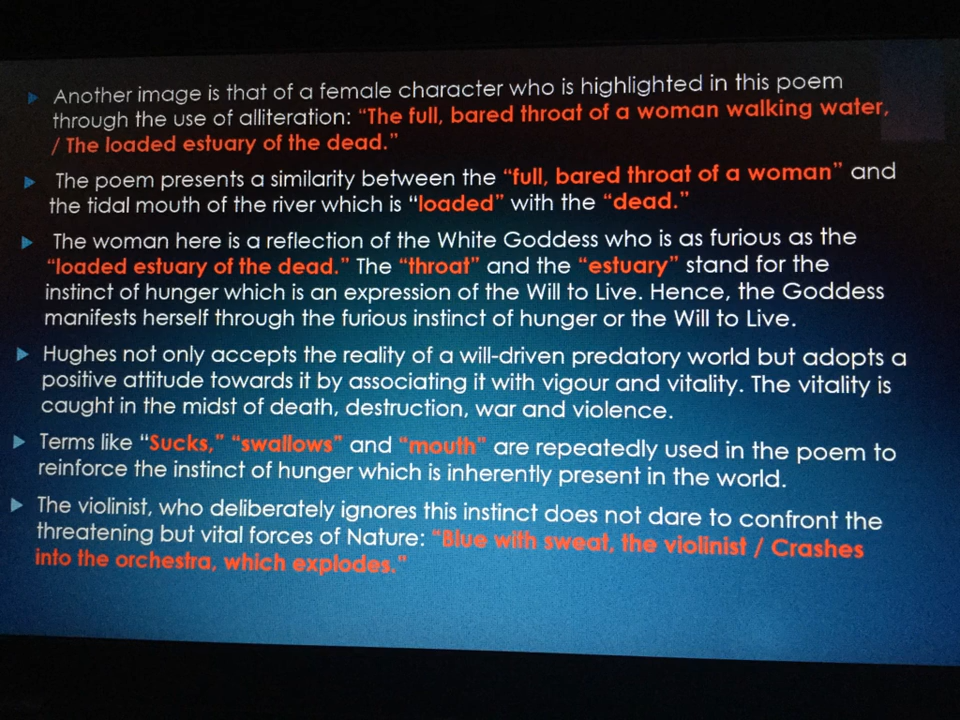 Another image is that of a female character who is highlighted in this poem
through the use of alliteration: “The full, bared throat of a woman walking water,
/ The loaded estuary of the dead.”
The poem presents a similarity between the “full, bared throat of a woman” and
the tidal mouth of the river which is “loaded” with the “dead.”
The woman here is a reflection of the White Goddess who is as furious as the
“loaded estuary of the dead.” The “throat” and the “estuary” stand for the
instinct of hunger which is an expression of the Will to Live. Hence, the Goddess
manifests herself through the furious instinct of hunger or the Will to Live.
Hughes not only accepts the reality of a will-driven predatory world but adopts a
positive attitude towards it by associating it with vigour and vitality. The vitality is
caught in the midst of death, destruction, war and violence.
Terms like “Sucks,” “swallows” and “mouth” are repeatedly used in the poem to
reinforce the instinct of hunger which is inherently present in the world.
The violinist, who deliberately ignores this instinct does not dare to confront the
threatening but vital forces of Nature: “Blue with sweat, the violinist / Crashes
into the orchestra, which explodes.”